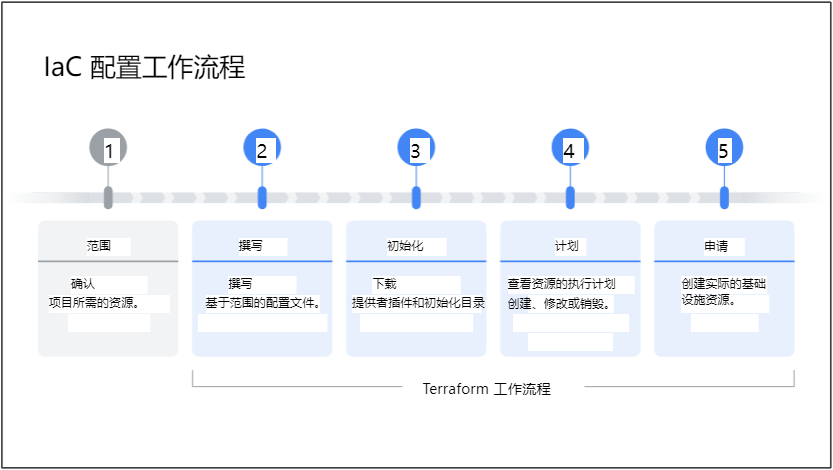 IaC 配置工作流程
1
2
3
4
5
范围
确认
项目所需的资源。
撰写
撰写
基于范围的配置文件。
初始化
下载
提供者插件和初始化目录
计划
查看资源的执行计划
创建、修改或销毁。
申请
创建实际的基础
设施资源。
Terraform 工作流程